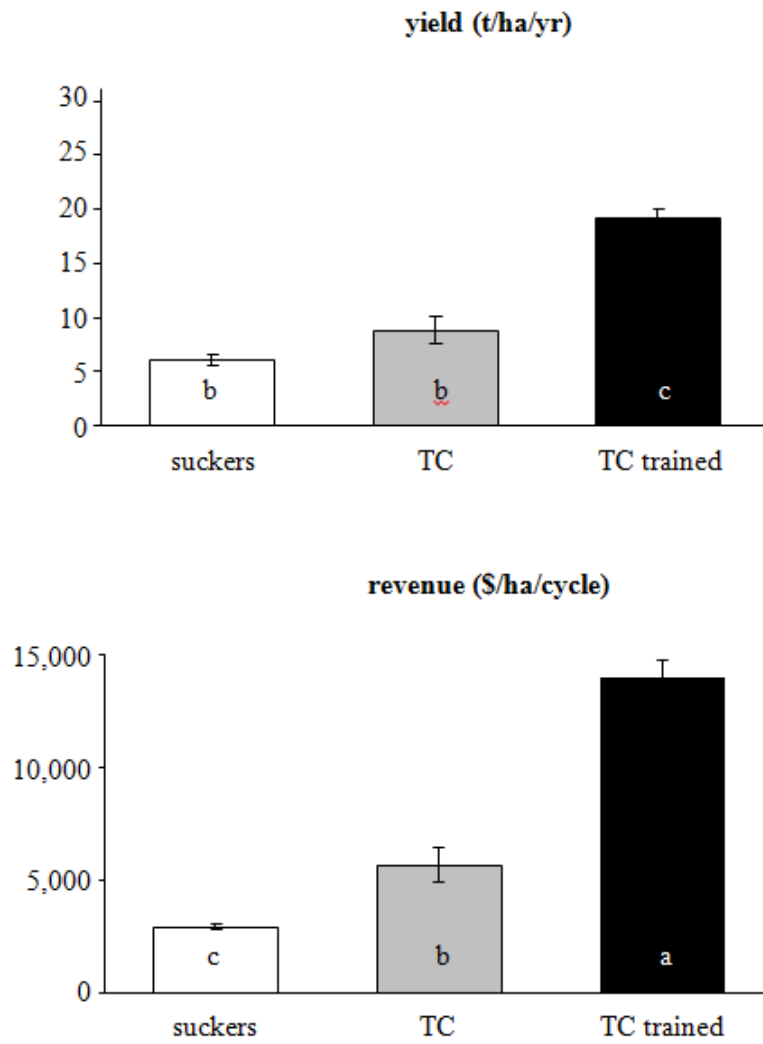 yield (t/ha/yr)
30
25
20
15
10
5
0
b
b
c
suckers
TC
TC trained
revenue ($/ha/cycle)
15,000
10,000
5,000
0
c
b
a
suckers
TC
TC trained